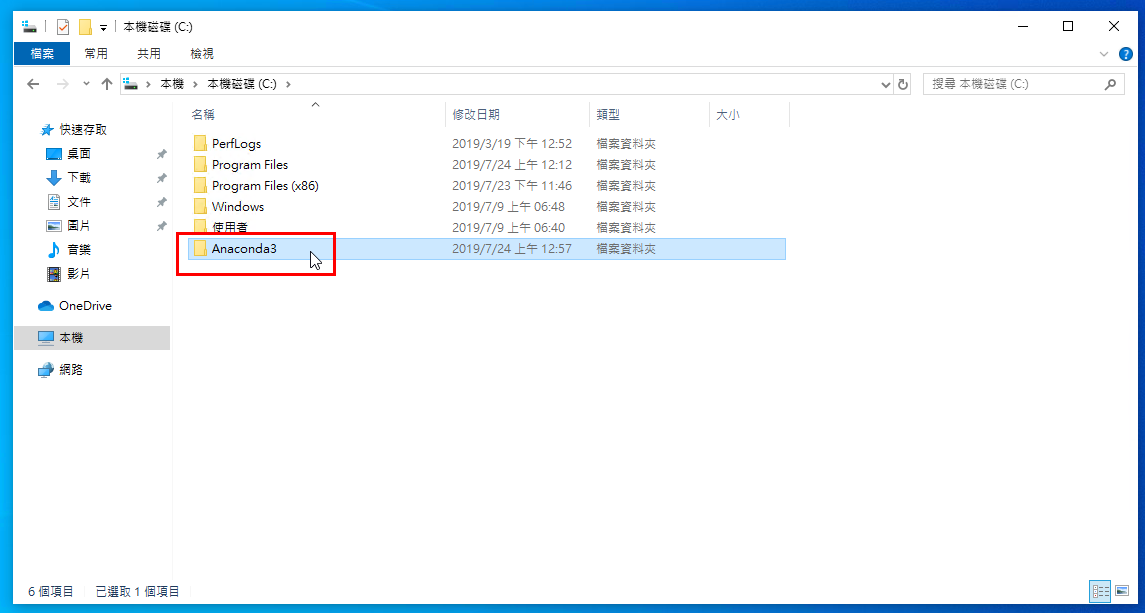 本機磁碟 (C:)
檔案 常用 共用 檢視
本機 本機磁碟 (C:) 搜尋 本機磁碟 (C:)
名稱 修改日期 類型 大小
快速存取
桌面
下載
文件
圖片
音樂
影片
OneDrive
本機
網路
PerfLogs 2019/3/19 下午 12:52 檔案資料夾
Program Files 2019/7/24 上午 12:12 檔案資料夾
Program Files (x86) 2019/7/23 下午 11:46 檔案資料夾
Windows 2019/7/9 上午 06:48 檔案資料夾
使用者 2019/7/9 上午 06:40 檔案資料夾
Anaconda3 2019/7/24 上午 12:57 檔案資料夾
6 個項目 已選取 1 個項目